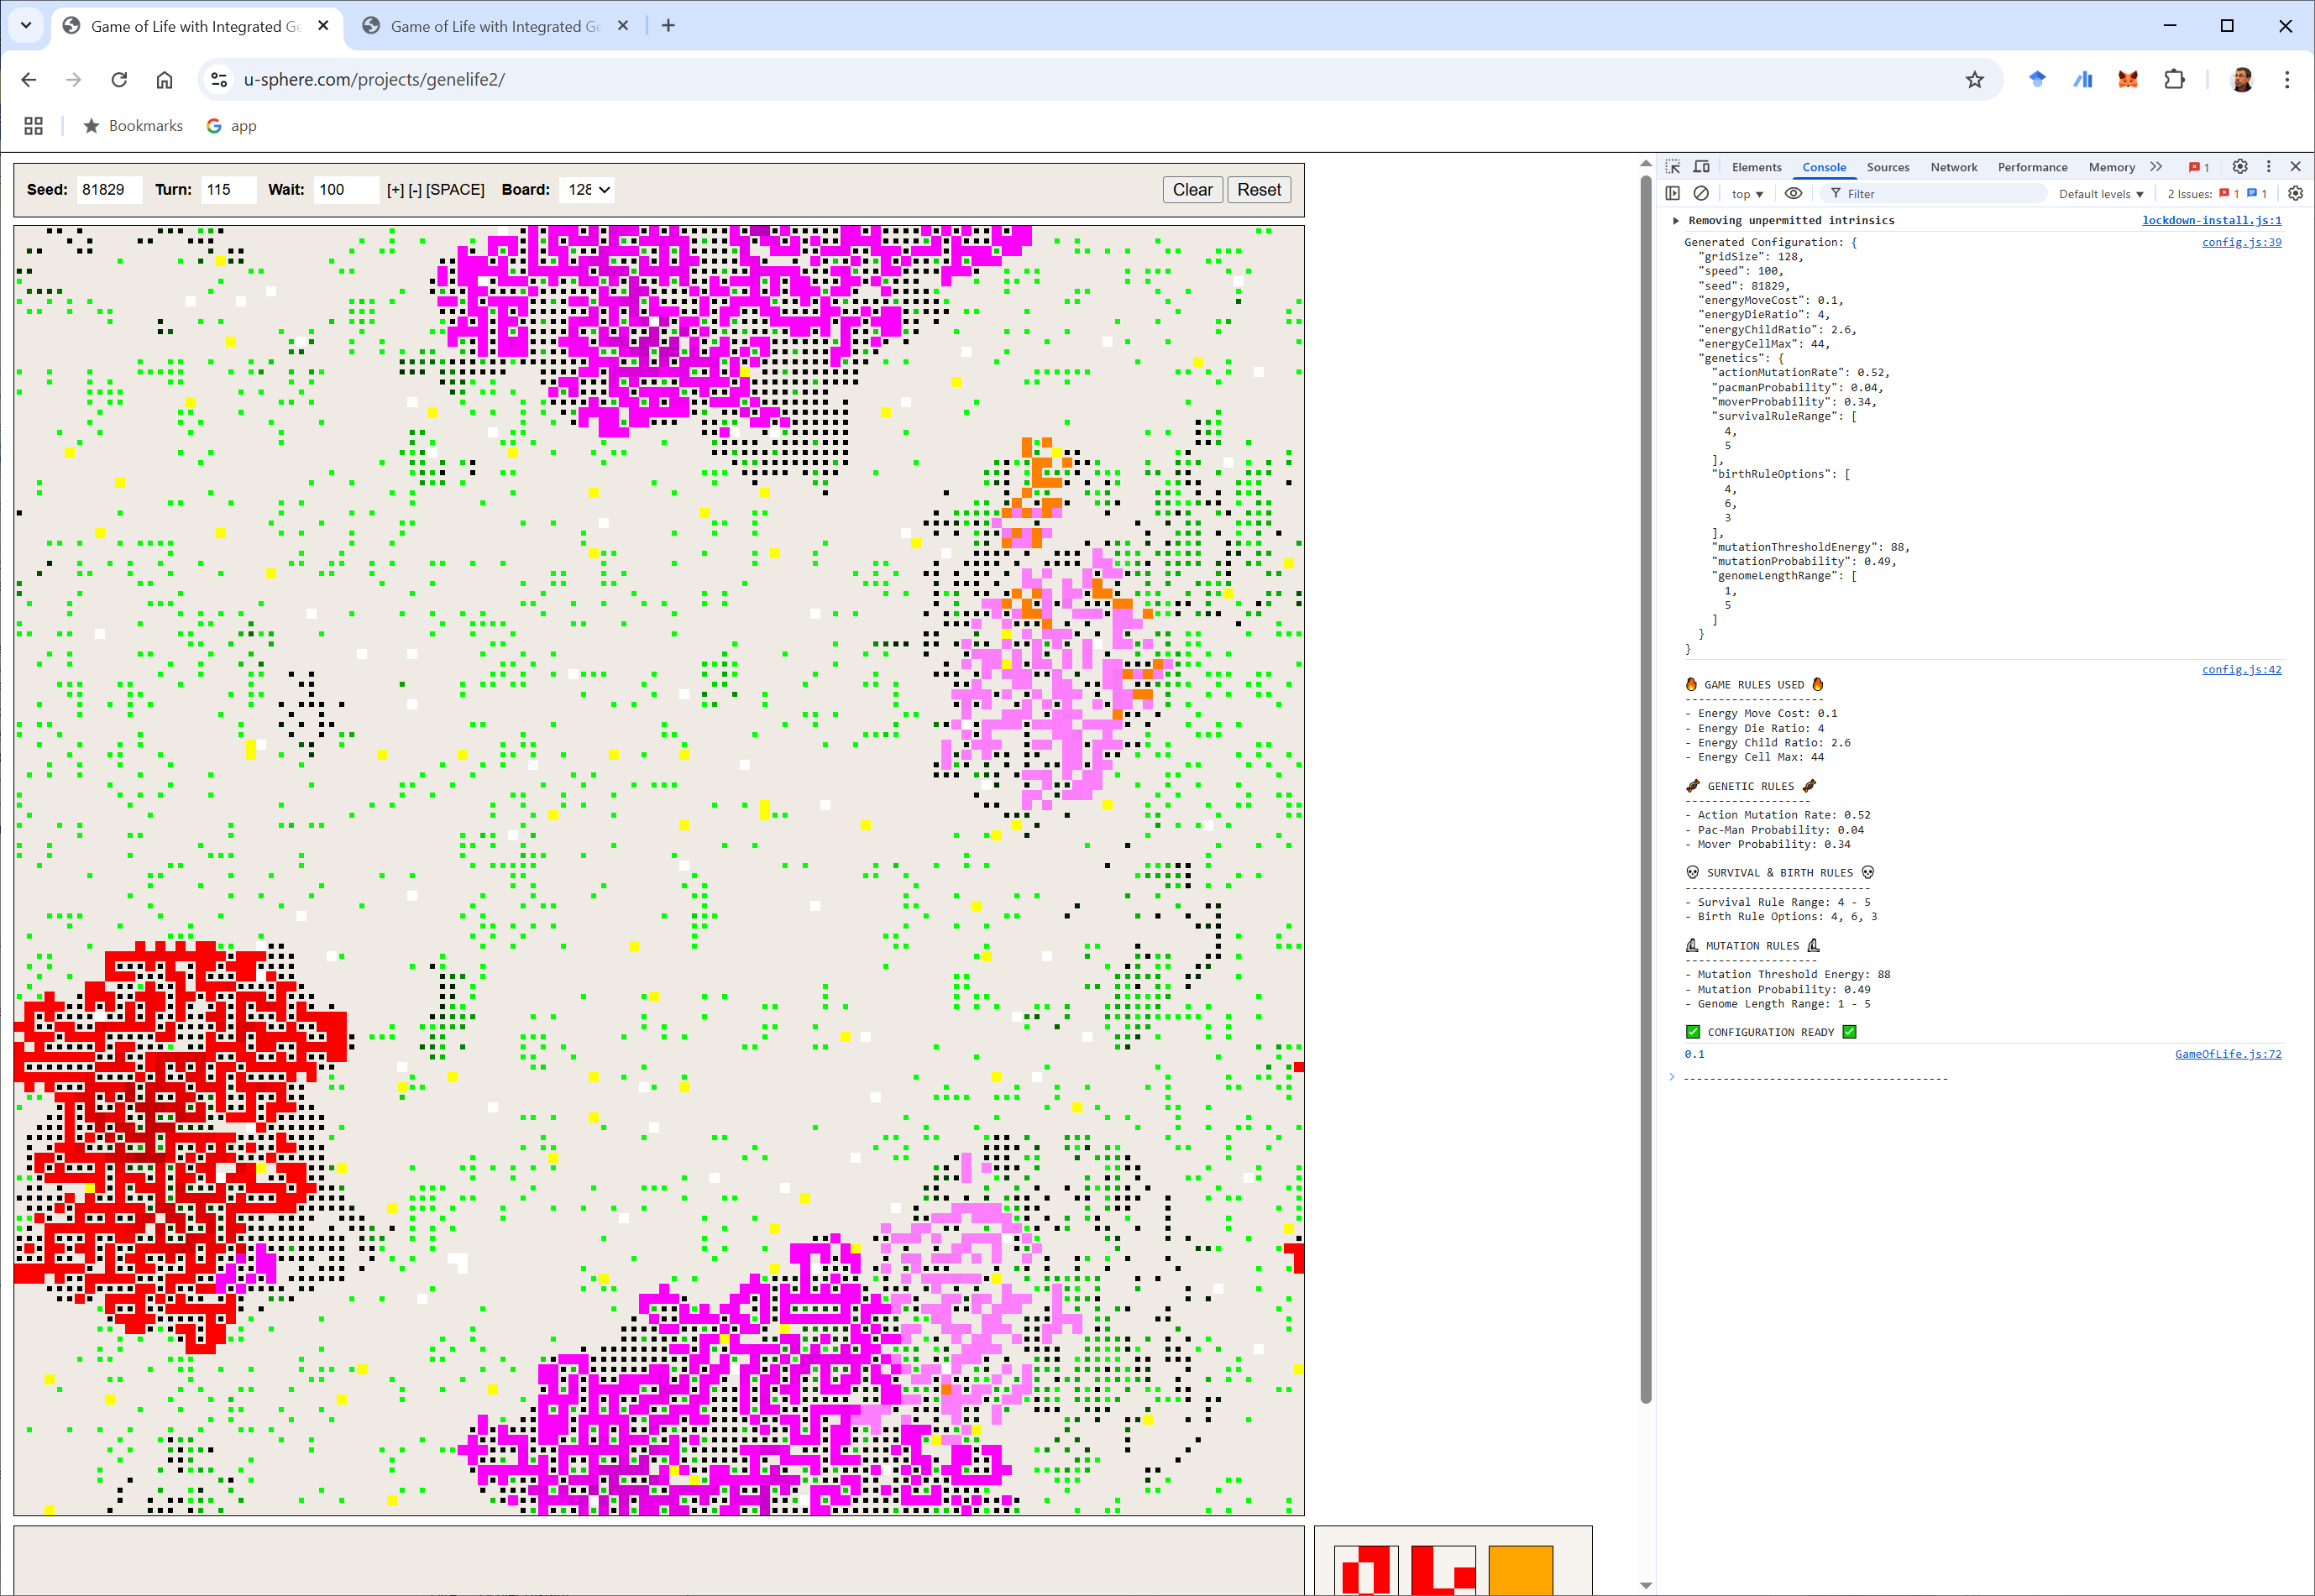 Game of Life with Integrated Ge
Game of Life with Integrated Ge
u-sphere.com/projects/genelife2/
Bookmarks
app
Seed: 81829 Turn: 115 Wait: 100 [+] [-] [SPACE] Board: 128
Clear Reset
Elements Console Sources Network Performance Memory 1
top Filter Default levels 2 Issues: 1 1
Removing unpermitted intrinsics lockdown-install.js:1
Generated Configuration: { config.js:39
"gridSize": 128,
"speed": 100,
"seed": 81829,
"energyMoveCost": 0.1,
"energyDieRatio": 4,
"energyChildRatio": 2.6,
"energyCellMax": 44,
"genetics": {
"actionMutationRate": 0.52,
"pacmanProbability": 0.04,
"moverProbability": 0.34,
"survivalRuleRange": [
4,
5
],
"birthRuleOptions": [
4,
6,
3
],
"mutationThresholdEnergy": 88,
"mutationProbability": 0.49,
"genomeLengthRange": [
1,
5
]
}
}
config.js:42
🔥 GAME RULES USED 🔥
---------------------
- Energy Move Cost: 0.1
- Energy Die Ratio: 4
- Energy Child Ratio: 2.6
- Energy Cell Max: 44
GENETIC RULES
-------------------
- Action Mutation Rate: 0.52
- Pac-Man Probability: 0.04
- Mover Probability: 0.34
💀 SURVIVAL & BIRTH RULES 💀
----------------------------
- Survival Rule Range: 4 - 5
- Birth Rule Options: 4, 6, 3
MUTATION RULES
--------------------
- Mutation Threshold Energy: 88
- Mutation Probability: 0.49
- Genome Length Range: 1 - 5
✅ CONFIGURATION READY ✅
0.1 GameOfLife.js:72
----------------------------------------